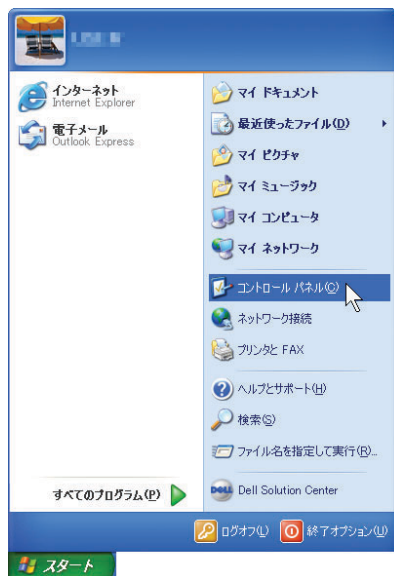 インターネット
Internet Explorer
電子メール
Outlook Express
すべてのプログラム(P)
マイ ドキュメント
最近使ったファイル(D)
マイ ピクチャ
マイ ミュージック
マイ コンピュータ
マイ ネットワーク
コントロール パネル(C)
ネットワーク接続
プリンタと FAX
ヘルプとサポート(H)
検索(S)
ファイル名を指定して実行(R)...
DELL Dell Solution Center
ログオフ(L)
終了オプション(U)
スタート